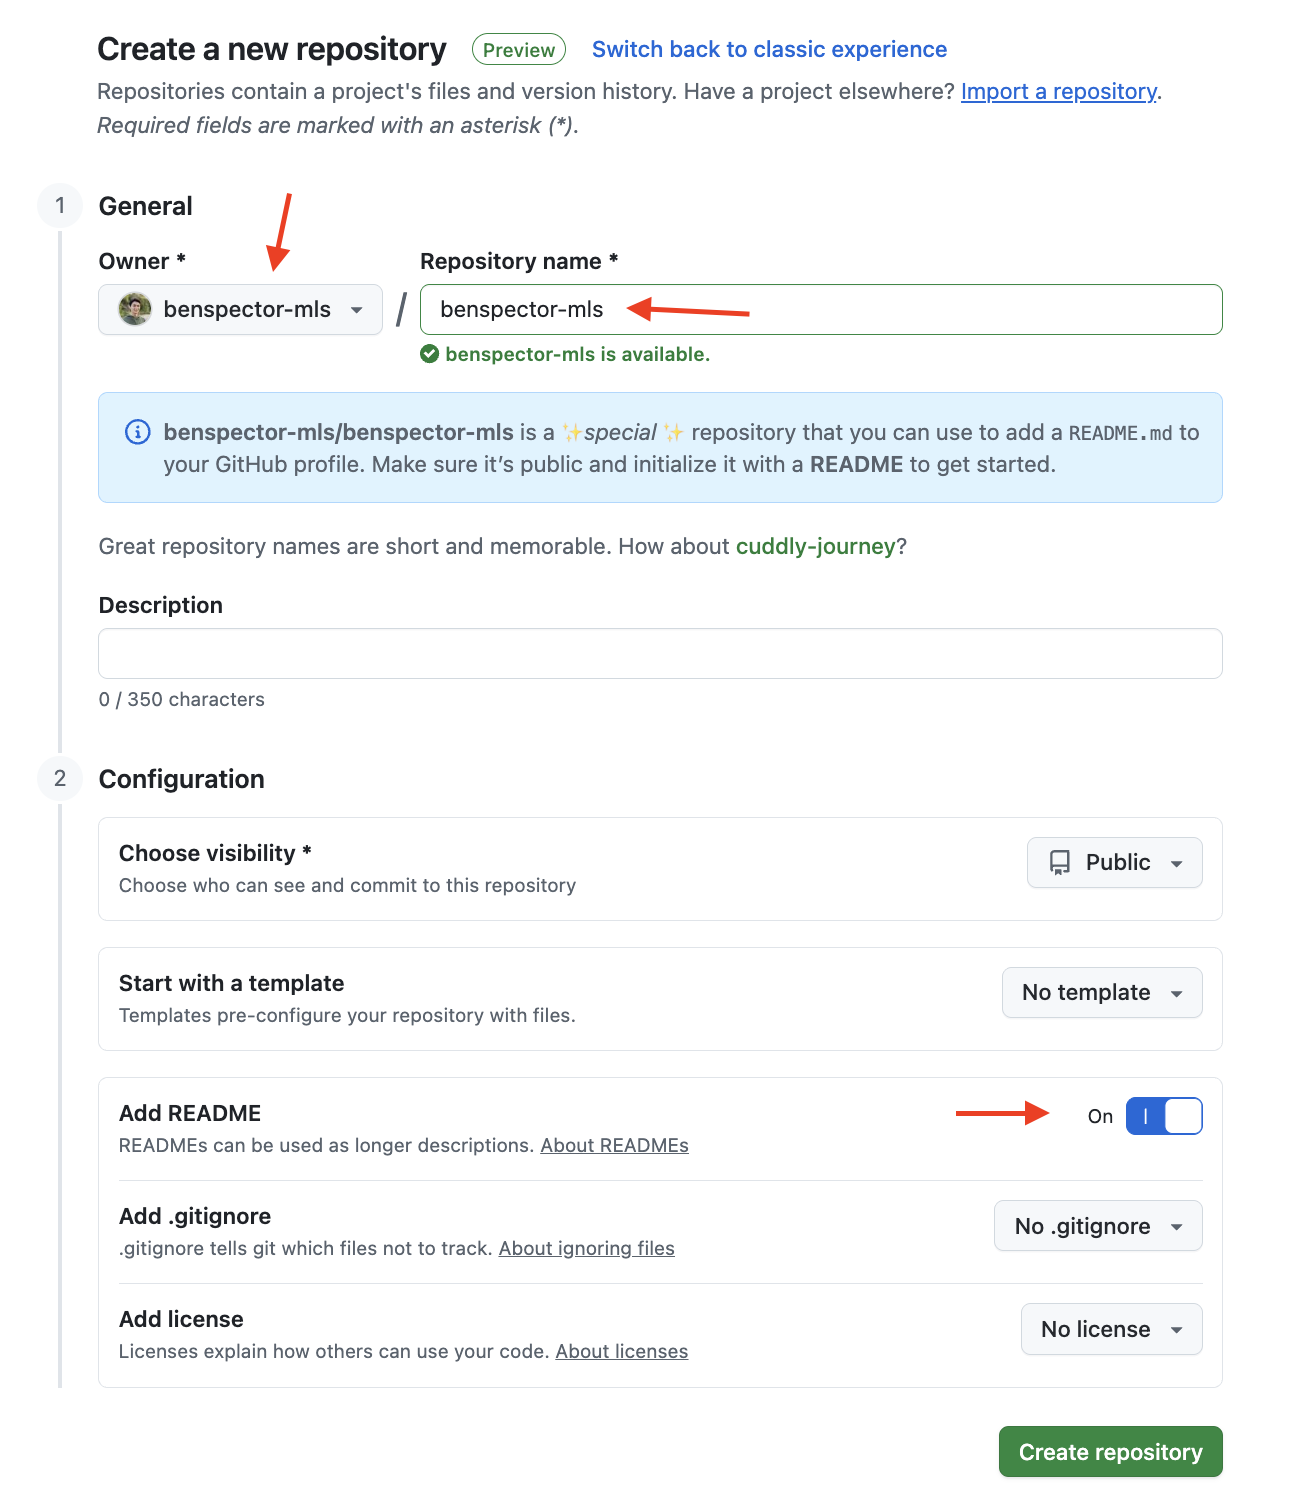 Create a new repository Preview Switch back to classic experience
Repositories contain a project's files and version history. Have a project elsewhere? Import a repository.
Required fields are marked with an asterisk (*).
1 General
Owner * Repository name *
benspector-mls / benspector-mls
benspector-mls is available.
benspector-mls/benspector-mls is a ✨special✨ repository that you can use to add a README.md to
your GitHub profile. Make sure it’s public and initialize it with a README to get started.
Great repository names are short and memorable. How about cuddly-journey?
Description
0 / 350 characters
2 Configuration
Choose visibility *
Public
Choose who can see and commit to this repository
Start with a template
No template
Templates pre-configure your repository with files.
Add README
On
READMEs can be used as longer descriptions. About READMEs
Add .gitignore
No .gitignore
.gitignore tells git which files not to track. About ignoring files
Add license
No license
Licenses explain how others can use your code. About licenses
Create repository